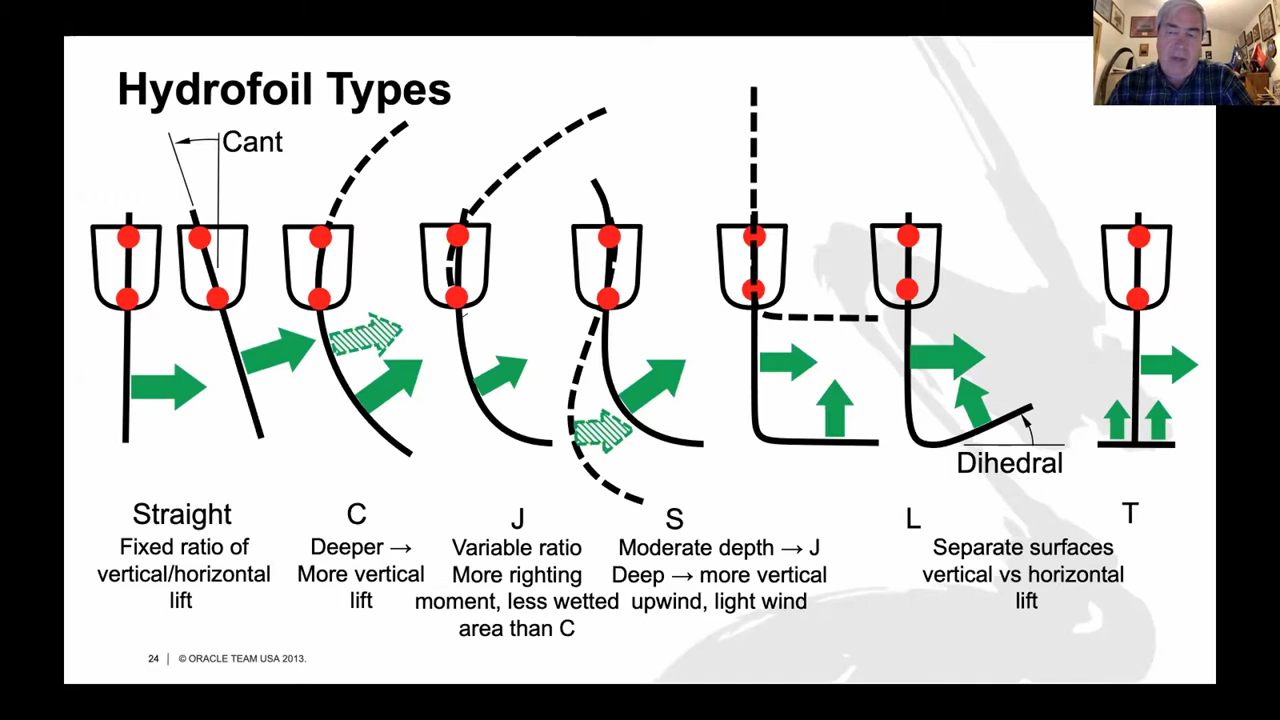 Hydrofoil Types
Cant
Dihedral
Straight
Fixed ratio of
vertical/horizontal
lift
C
Deeper →
More vertical
lift
J
Variable ratio
More righting
moment, less wetted
area than C
S
Moderate depth → J
Deep → more vertical
upwind, light wind
L
T
Separate surfaces
vertical vs horizontal
lift
24 | © ORACLE TEAM USA 2013.